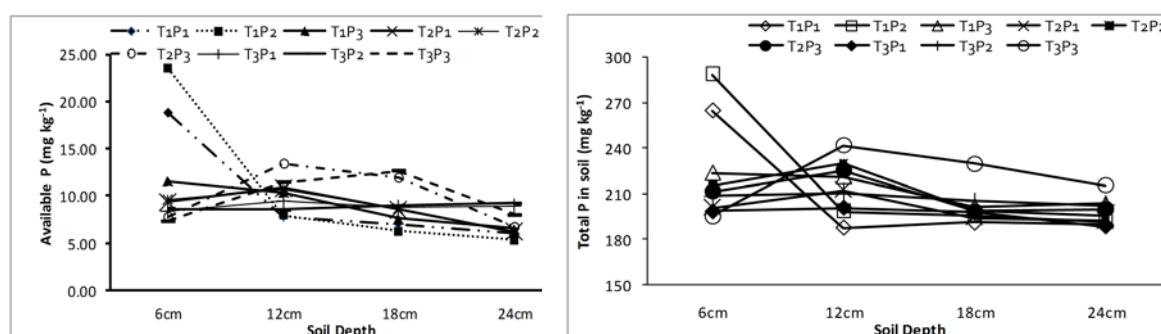 T1P1 T1P2 T1P3 T2P1 T2P2
T2P3 T3P1 T3P2 T3P3
25.00
20.00
15.00
10.00
5.00
0.00
Available P (mg kg-1)
6cm 12cm 18cm 24cm
Soil Depth
T1P1 T1P2 T1P3 T2P1 T2P2
T2P3 T3P1 T3P2 T3P3
300
270
240
210
180
150
Total P in soil (mg kg-1)
6cm 12cm 18cm 24cm
Soil Depth